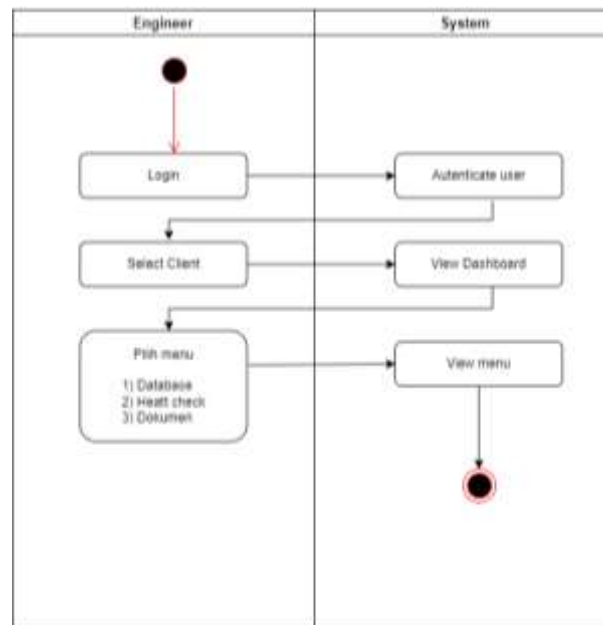 Engineer
System
Login
Autenticate user
Select Client
View Dashboard
Pilih menu
1) Database
2) Healt check
3) Dokumen
View menu